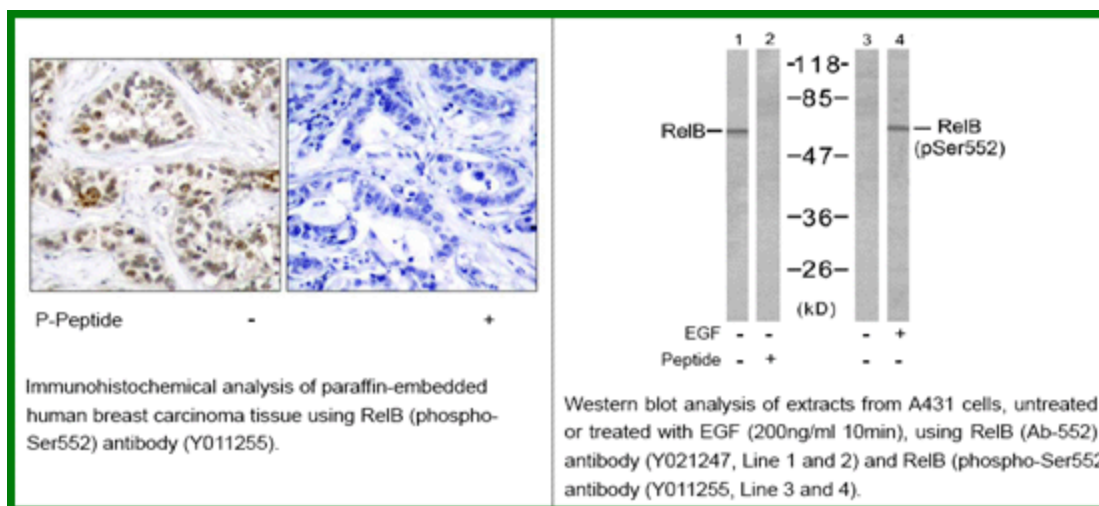 P-Peptide - +
Immunohistochemical analysis of paraffin-embedded
human breast carcinoma tissue using RelB (phospho-
Ser552) antibody (Y011255).
1 2 3 4
-118-
-85-
RelB
RelB
(pSer552)
-47-
-36-
-26-
(kD)
EGF - - - +
Peptide - + - -
Western blot analysis of extracts from A431 cells, untreated
or treated with EGF (200ng/ml 10min), using RelB (Ab-552)
antibody (Y021247, Line 1 and 2) and RelB (phospho-Ser552
antibody (Y011255, Line 3 and 4).